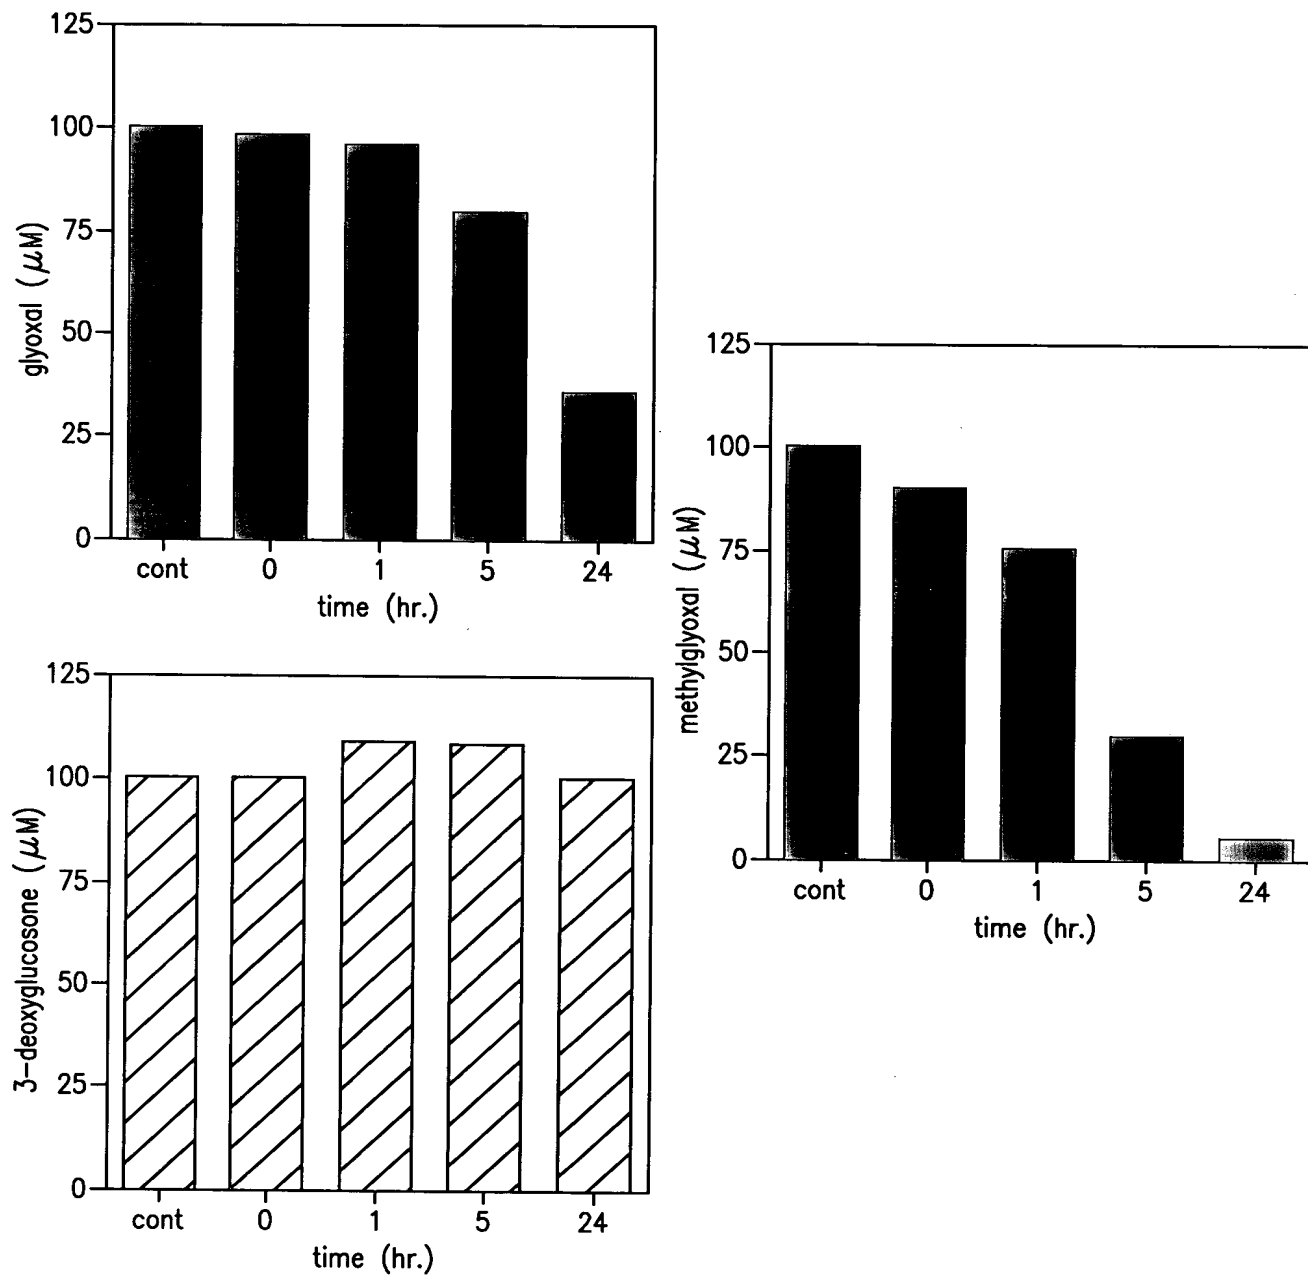 125
100
75
50
25
0
glyoxal (μM)
cont 0 1 5 24
time (hr.)
125
100
75
50
25
0
methylglyoxal (μM)
cont 0 1 5 24
time (hr.)
125
100
75
50
25
0
3-deoxyglucosone (μM)
cont 0 1 5 24
time (hr.)